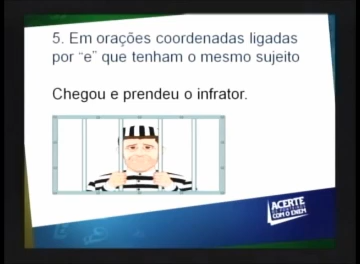 5. Em orações coordenadas ligadas
por "e" que tenham o mesmo sujeito
Chegou e prendeu o infrator.
ACERTE
COM O ENEM